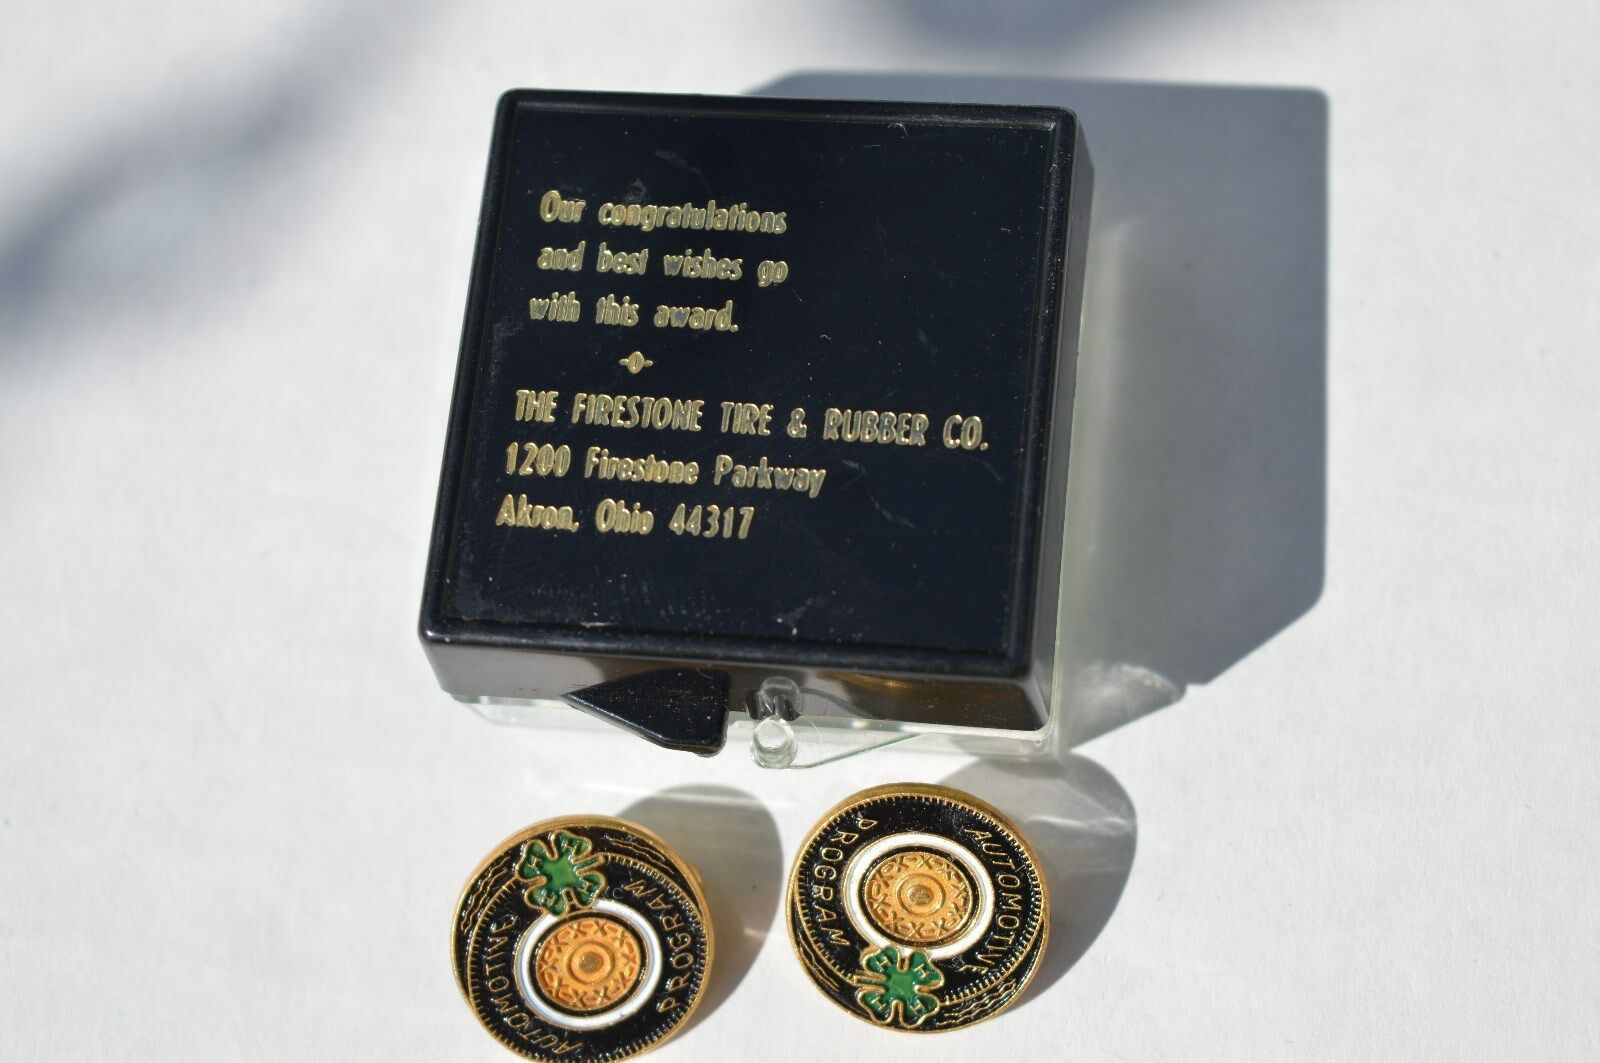 Our congratulations
and best wishes go
with this award.
-0-
THE FIRESTONE TIRE & RUBBER CO.
1200 Firestone Parkway
Akron, Ohio 44317
AUTOMOTIVE PROGRAM
H H H H
AUTOMOTIVE PROGRAM
H H H H